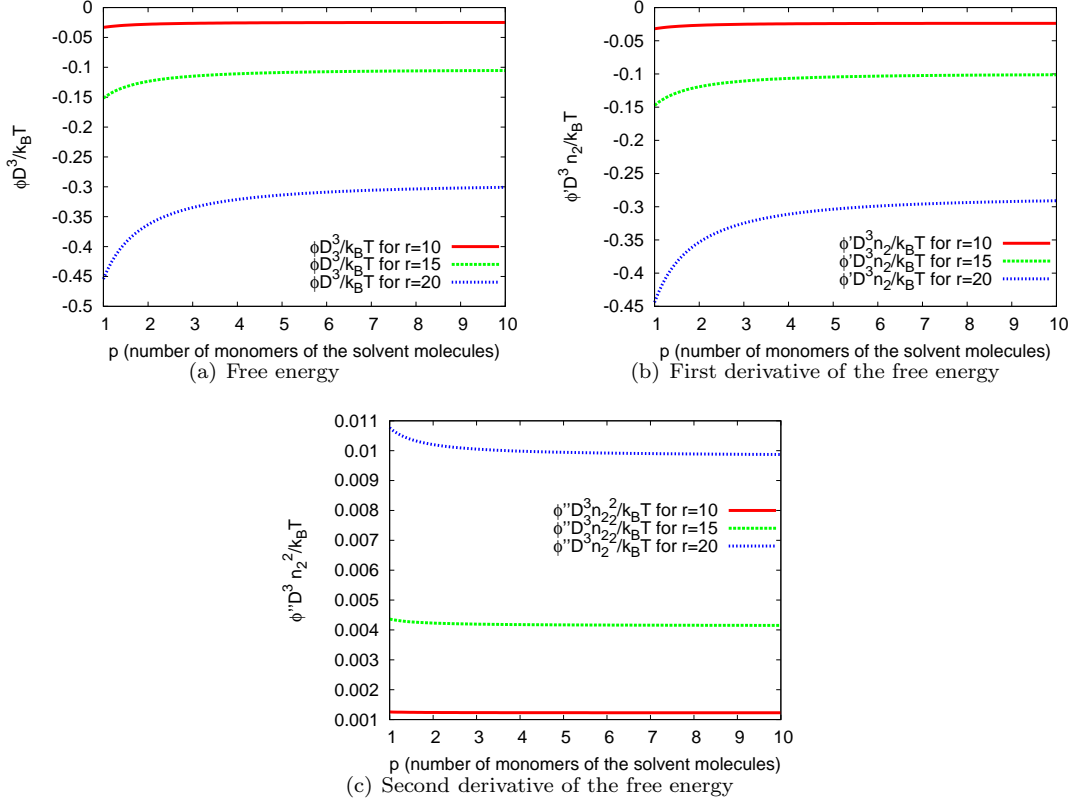 0
-0.05
-0.1
-0.15
-0.2
-0.25
-0.3
-0.35
-0.4
-0.45
-0.5
ϕD³/k_BT
ϕD³/k_BT for r=10
ϕD³/k_BT for r=15
ϕD³/k_BT for r=20
1 2 3 4 5 6 7 8 9 10
p (number of monomers of the solvent molecules)
(a) Free energy
0
-0.05
-0.1
-0.15
-0.2
-0.25
-0.3
-0.35
-0.4
-0.45
ϕ'D³ n₂/k_BT
ϕ'D³n₂/k_BT for r=10
ϕ'D³n₂/k_BT for r=15
ϕ'D³n₂/k_BT for r=20
1 2 3 4 5 6 7 8 9 10
p (number of monomers of the solvent molecules)
(b) First derivative of the free energy
0.011
0.01
0.009
0.008
0.007
0.006
0.005
0.004
0.003
0.002
0.001
ϕ''D³ n₂²/k_BT
ϕ''D³n₂²/k_BT for r=10
ϕ''D³n₂²/k_BT for r=15
ϕ''D³n₂²/k_BT for r=20
1 2 3 4 5 6 7 8 9 10
p (number of monomers of the solvent molecules)
(c) Second derivative of the free energy